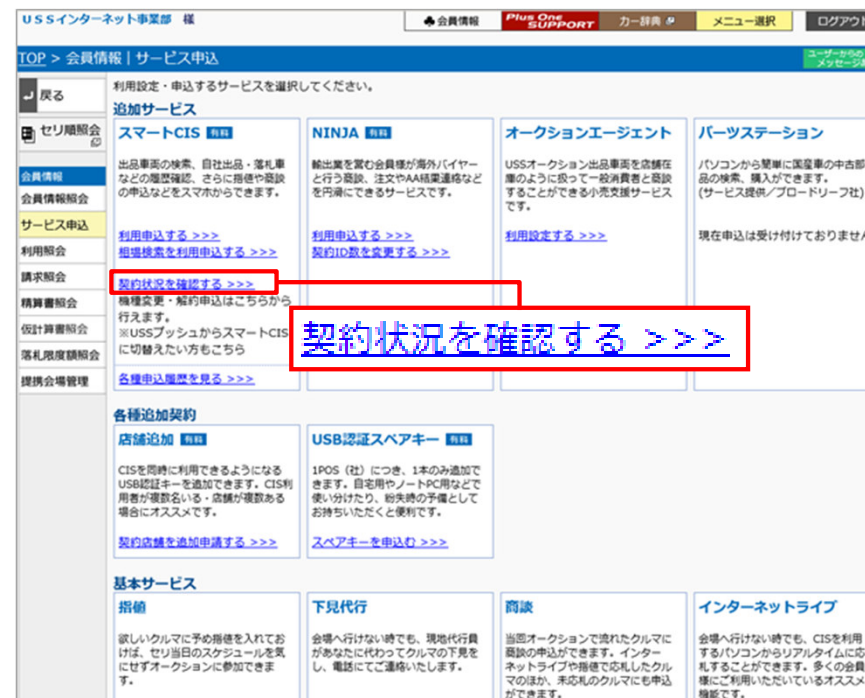 USSインターネット事業部 様
会員情報
Plus One SUPPORT
カー辞典
メニュー選択
ログアウト
TOP > 会員情報 | サービス申込
ユーザーからの
戻る
利用設定・申込するサービスを選択してください。
セリ順照会
追加サービス
会員情報
会員情報照会
サービス申込
利用照会
請求照会
精算書照会
仮計算書照会
落札限度額照会
提携会場管理
スマートCIS 有料
出品車両の検索、自社出品・落札車
などの履歴確認、さらに指値や商談
の申込などをスマホからできます。
利用申込する >>>
相場検索を利用申込する >>>
契約状況を確認する >>>
機種変更・解約申込はこちらから
行えます。
※USSプッシュからスマートCIS
に切替えたい方もこちら
各種申込履歴を見る >>>
NINJA 有料
輸出業を営む会員様が海外バイヤー
と行う商談、注文やAA結果連絡など
を円滑にできるサービスです。
利用申込する >>>
契約ID数を変更する >>>
契約状況を確認する >>>
オークションエージェント
USSオークション出品車両を店舗在
庫のように扱って一般消費者と商談
することができる小売支援サービス
です。
利用設定する >>>
パーツステーション
パソコンから簡単に国産車の中古部
品の検索、購入ができます。
(サービス提供／ブロードリーフ社)
現在申込は受け付けておりません
各種追加契約
店舗追加 有料
CISを同時に利用できるようになる
USB認証キーを追加できます。CIS利
用者が複数名いる・店舗が複数ある
場合にオススメです。
契約店舗を追加申請する >>>
USB認証スペアキー 有料
1POS（社）につき、1本のみ追加で
きます。自宅用やノートPC用などで
使い分けたり、紛失時の予備として
お持ちいただくと便利です。
スペアキーを申込む >>>
基本サービス
指値
欲しいクルマに予め指値を入れてお
けば、セリ当日のスケジュールを気
にせずオークションに参加できま
す。
下見代行
会場へ行けない時でも、現地代行員
があなたに代わってクルマの下見を
し、電話にてご連絡いたします。
商談
当回オークションで流れたクルマに
商談の申込ができます。インター
ネットライブや指値で応札したクル
マのほか、未応札のクルマにも申込
ができます。
インターネットライブ
会場へ行けない時でも、CISを利用
するパソコンからリアルタイムに応
札することができます。多くの会員
様にご利用いただいているオススメ
機能です。